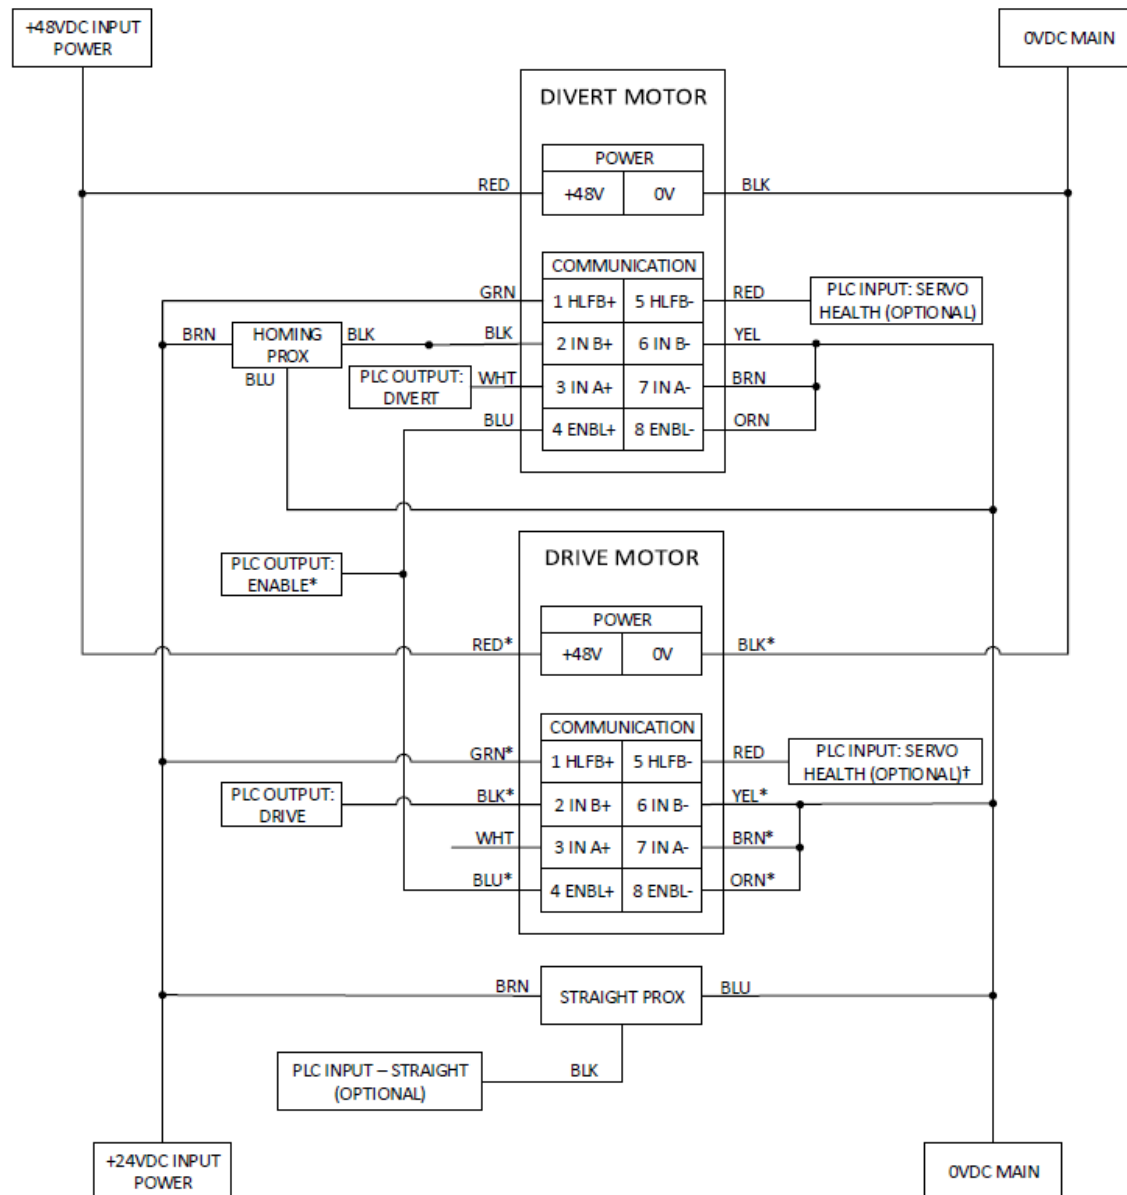 +48VDC INPUT
POWER
0VDC MAIN
DIVERT MOTOR
POWER
RED
+48V
0V
BLK
COMMUNICATION
GRN
1 HLFB+
5 HLFB-
RED
PLC INPUT: SERVO
HEALTH (OPTIONAL)
BRN
HOMING
PROX
BLK
BLK
2 IN B+
6 IN B-
YEL
BLU
PLC OUTPUT:
DIVERT
WHT
3 IN A+
7 IN A-
BRN
BLU
4 ENBL+
8 ENBL-
ORN
PLC OUTPUT:
ENABLE*
DRIVE MOTOR
POWER
RED*
+48V
0V
BLK*
COMMUNICATION
GRN*
1 HLFB+
5 HLFB-
RED
PLC INPUT: SERVO
HEALTH (OPTIONAL)†
PLC OUTPUT:
DRIVE
BLK*
2 IN B+
6 IN B-
YEL*
WHT
3 IN A+
7 IN A-
BRN*
BLU*
4 ENBL+
8 ENBL-
ORN*
BRN
STRAIGHT PROX
BLU
PLC INPUT – STRAIGHT
(OPTIONAL)
BLK
+24VDC INPUT
POWER
0VDC MAIN